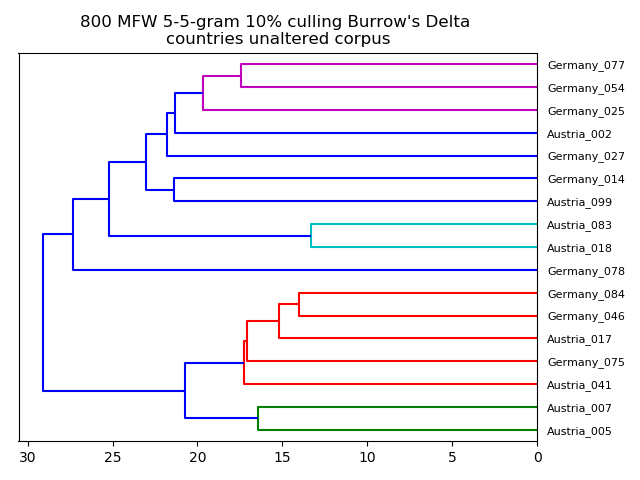 800 MFW 5-5-gram 10% culling Burrow's Delta
countries unaltered corpus
Germany_077
Germany_054
Germany_025
Austria_002
Germany_027
Germany_014
Austria_099
Austria_083
Austria_018
Germany_078
Germany_084
Germany_046
Austria_017
Germany_075
Austria_041
Austria_007
Austria_005
30 25 20 15 10 5 0